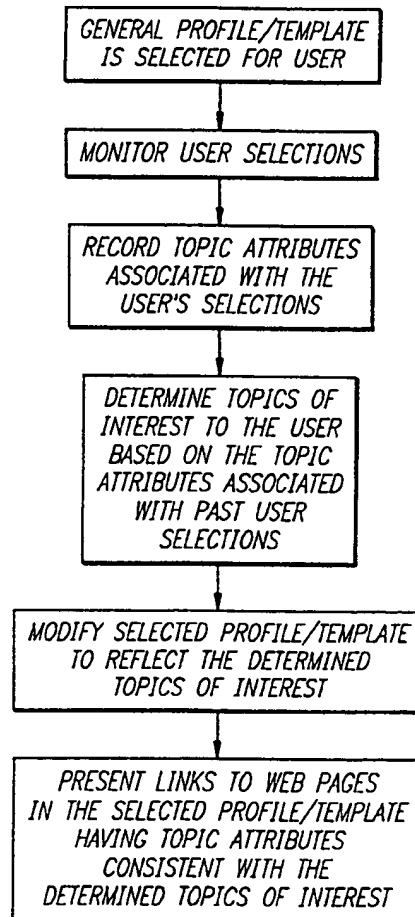 GENERAL PROFILE/TEMPLATE
IS SELECTED FOR USER
MONITOR USER SELECTIONS
RECORD TOPIC ATTRIBUTES
ASSOCIATED WITH THE
USER'S SELECTIONS
DETERMINE TOPICS OF
INTEREST TO THE USER
BASED ON THE TOPIC
ATTRIBUTES ASSOCIATED
WITH PAST USER
SELECTIONS
MODIFY SELECTED PROFILE/TEMPLATE
TO REFLECT THE DETERMINED
TOPICS OF INTEREST
PRESENT LINKS TO WEB PAGES
IN THE SELECTED PROFILE/TEMPLATE
HAVING TOPIC ATTRIBUTES
CONSISTENT WITH THE
DETERMINED TOPICS OF INTEREST